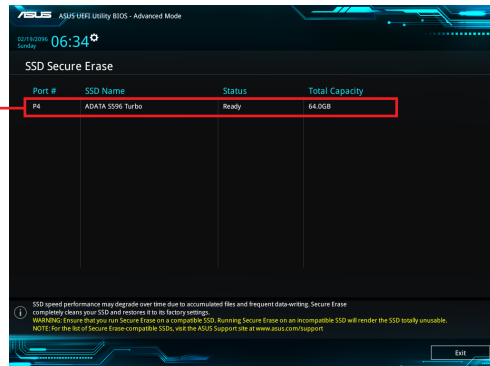 ASUS ASUS UEFI Utility BIOS - Advanced Mode
02/19/2096
Sunday
06:34
SSD Secure Erase
Port # SSD Name Status Total Capacity
P4 ADATA S596 Turbo Ready 64.0GB
SSD speed performance may degrade over time due to accumulated files and frequent data-writing. Secure Erase
completely cleans your SSD and restores it to its factory settings.
WARNING: Ensure that you run Secure Erase on a compatible SSD. Running Secure Erase on an incompatible SSD will render the SSD totally unusable.
NOTE: For the list of Secure Erase-compatible SSDs, visit the ASUS Support site at www.asus.com/support
Exit